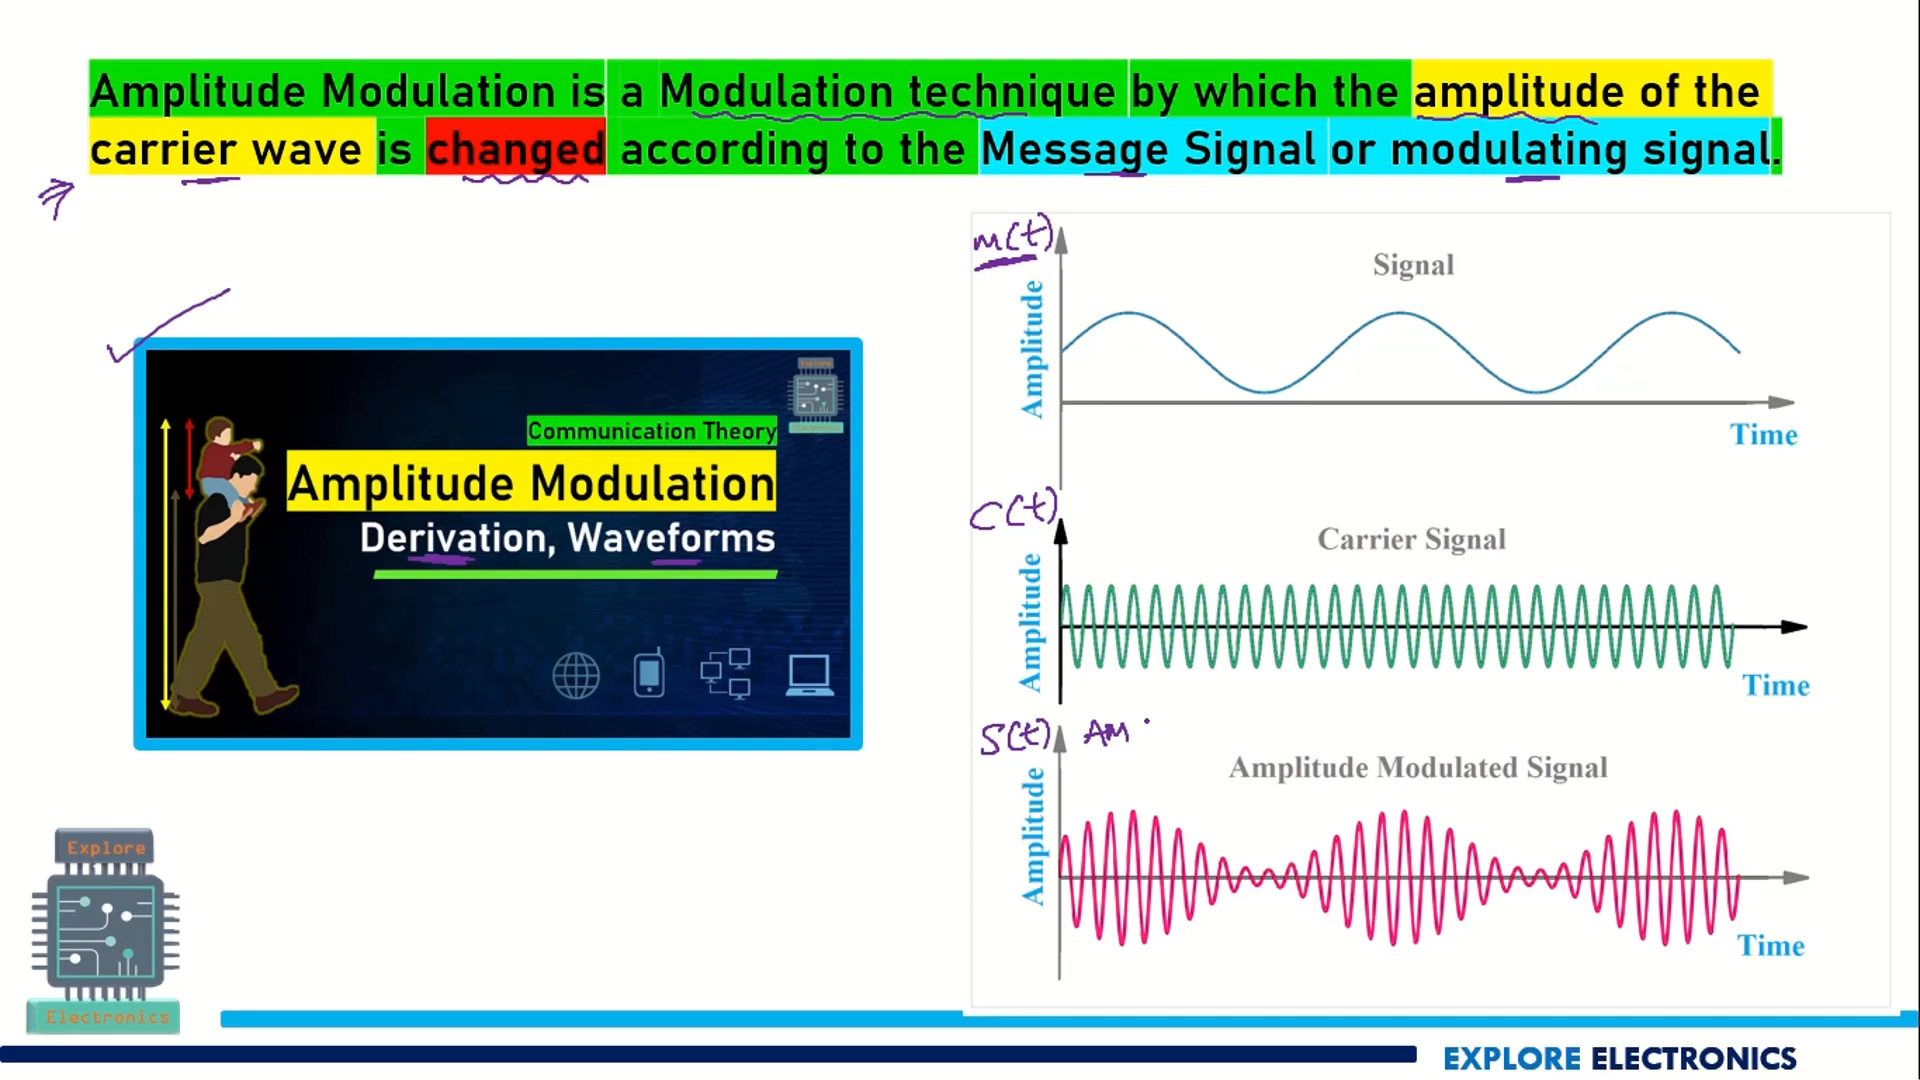 Amplitude Modulation is a Modulation technique by which the amplitude of the
carrier wave is changed according to the Message Signal or modulating signal.
m(t)
Signal
Amplitude
Time
Explore
Communication Theory
Amplitude Modulation
Derivation, Waveforms
C(t)
Carrier Signal
Amplitude
Time
S(t) AM
Amplitude Modulated Signal
Amplitude
Time
Explore
Electronics
EXPLORE ELECTRONICS